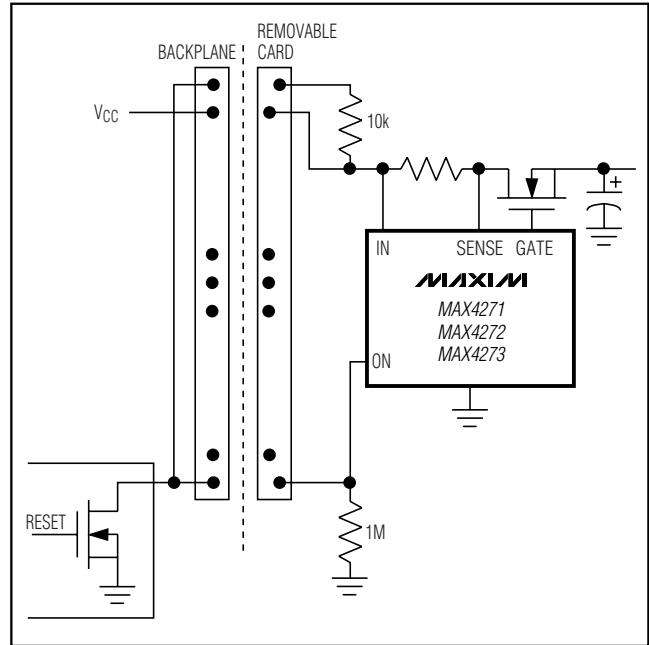 REMOVABLE
CARD
BACKPLANE
VCC
10k
IN
SENSE
GATE
+
MAXIM
MAX4271
MAX4272
MAX4273
ON
RESET
1M